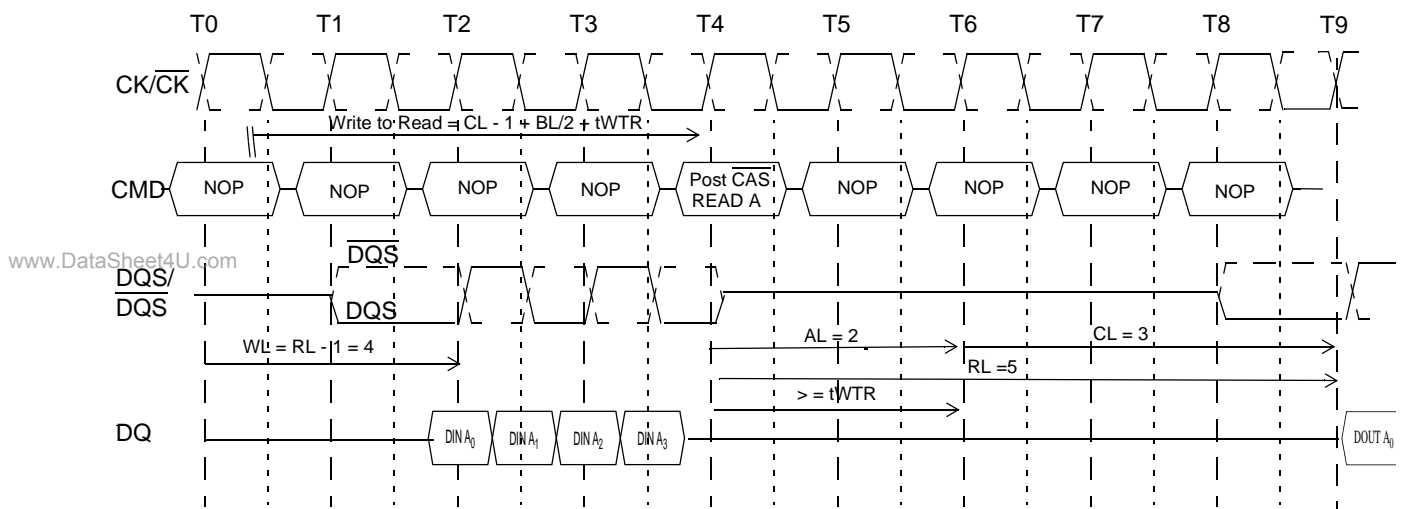 T0 T1 T2 T3 T4 T5 T6 T7 T8 T9
CK/CK
Write to Read = CL - 1 + BL/2 + tWTR
CMD NOP NOP NOP NOP Post CAS READ A NOP NOP NOP NOP
www.DataSheet4U.com
DQS
DQS/
DQS
DQS
WL = RL - 1 = 4
AL = 2
CL = 3
RL =5
> = tWTR
DQ DIN A0 DIN A1 DIN A2 DIN A3 DOUT A0